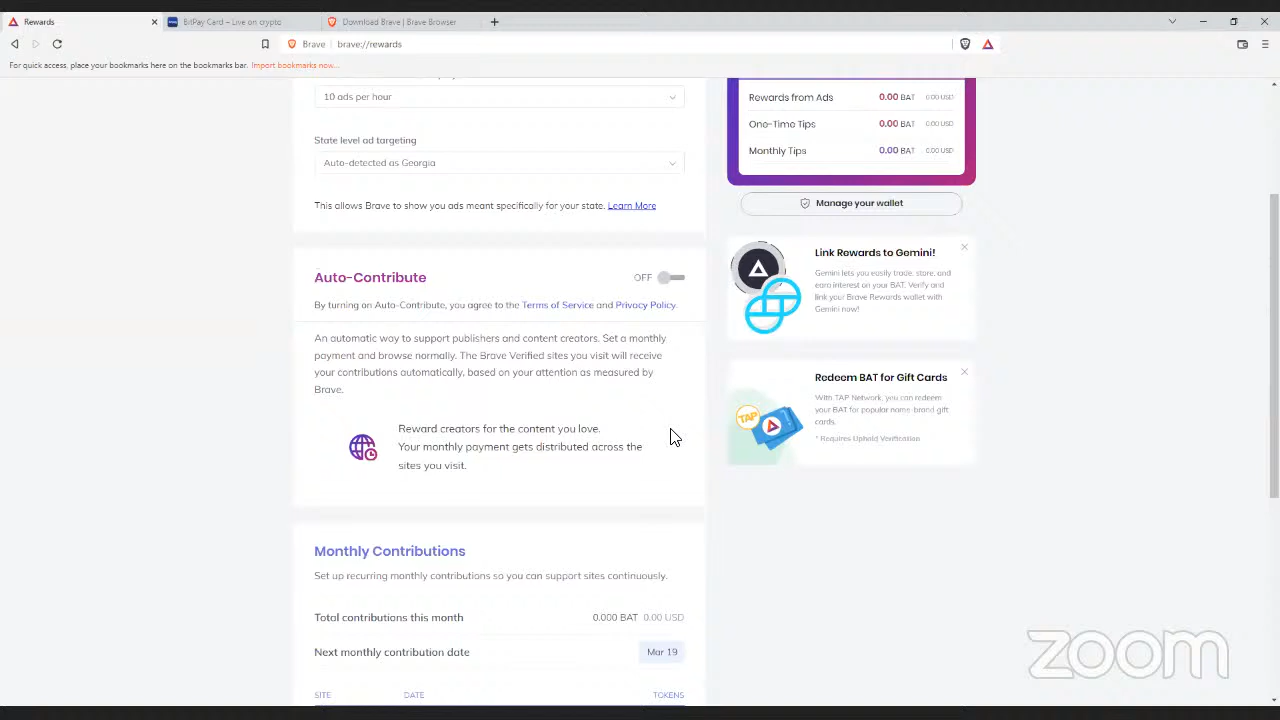 Rewards
BitPay Card – Live on crypto
Download Brave | Brave Browser
Brave
brave://rewards
For quick access, place your bookmarks here on the bookmarks bar. Import bookmarks now...
10 ads per hour
State level ad targeting
Auto-detected as Georgia
This allows Brave to show you ads meant specifically for your state. Learn More
Auto-Contribute
OFF
By turning on Auto-Contribute, you agree to the Terms of Service and Privacy Policy.
An automatic way to support publishers and content creators. Set a monthly
payment and browse normally. The Brave Verified sites you visit will receive
your contributions automatically, based on your attention as measured by
Brave.
Reward creators for the content you love.
Your monthly payment gets distributed across the
sites you visit.
Monthly Contributions
Set up recurring monthly contributions so you can support sites continuously.
Total contributions this month 0.000 BAT 0.00 USD
Next monthly contribution date Mar 19
SITE DATE TOKENS
Rewards from Ads 0.00 BAT 0.00 USD
One-Time Tips 0.00 BAT 0.00 USD
Monthly Tips 0.00 BAT 0.00 USD
Manage your wallet
Link Rewards to Gemini!
Gemini lets you easily trade, store, and
earn interest on your BAT. Verify and
link your Brave Rewards wallet with
Gemini now!
Redeem BAT for Gift Cards
With TAP Network, you can redeem
your BAT for popular name-brand gift
cards.
* Requires Uphold Verification
TAP
zoom